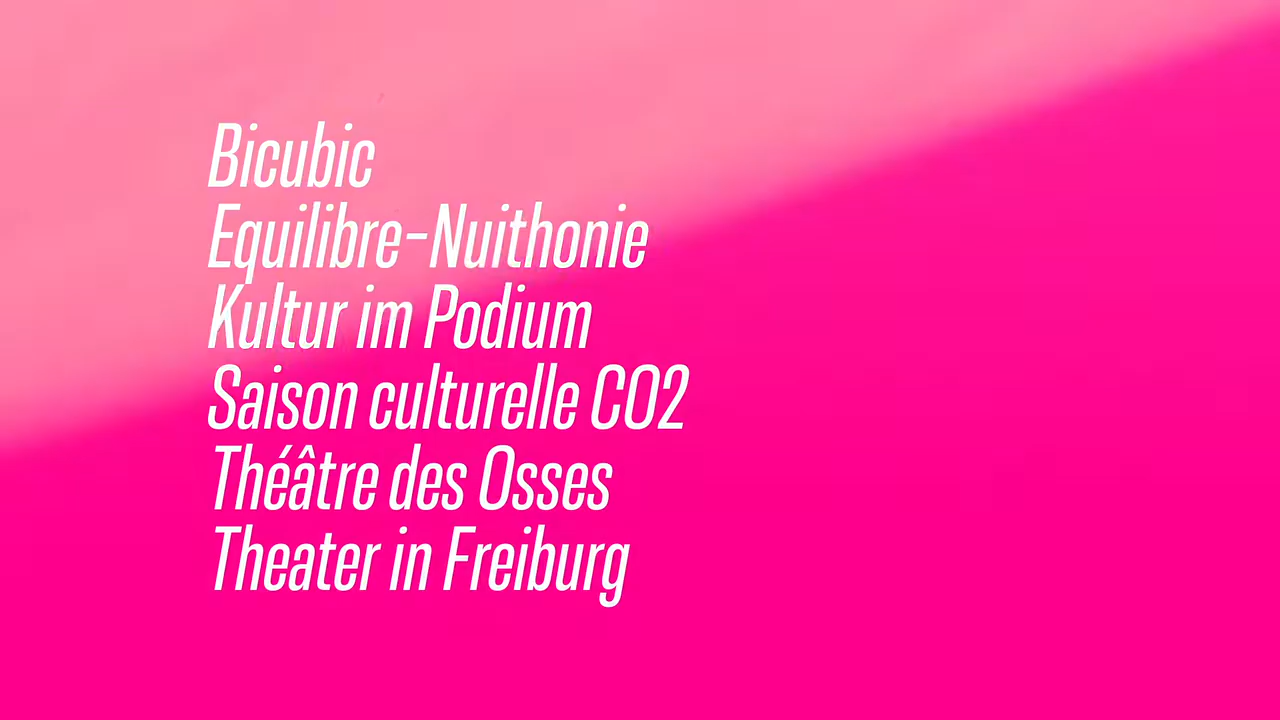 Bicubic
Equilibre-Nuithonie
Kultur im Podium
Saison culturelle CO2
Théâtre des Osses
Theater in Freiburg